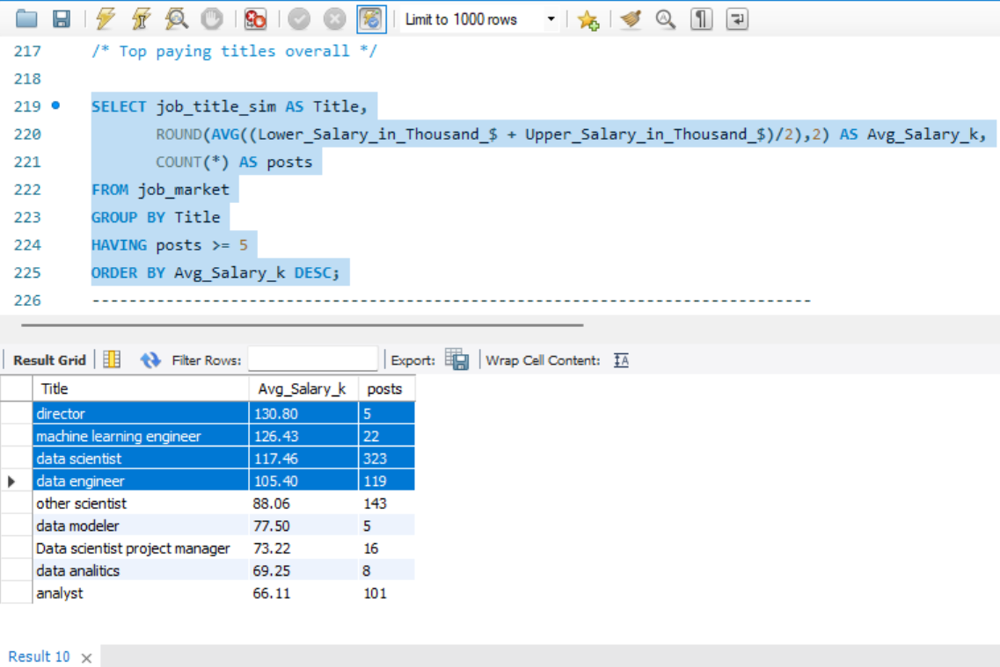 Limit to 1000 rows
217 /* Top paying titles overall */
218
219 SELECT job_title_sim AS Title,
220 ROUND(AVG((Lower_Salary_in_Thousand_$ + Upper_Salary_in_Thousand_$)/2),2) AS Avg_Salary_k,
221 COUNT(*) AS posts
222 FROM job_market
223 GROUP BY Title
224 HAVING posts >= 5
225 ORDER BY Avg_Salary_k DESC;
226 ------------------------------------------------------------------------------
Result Grid Filter Rows: Export: Wrap Cell Content: IA
Title Avg_Salary_k posts
director 130.80 5
machine learning engineer 126.43 22
data scientist 117.46 323
data engineer 105.40 119
other scientist 88.06 143
data modeler 77.50 5
Data scientist project manager 73.22 16
data analitics 69.25 8
analyst 66.11 101
Result 10